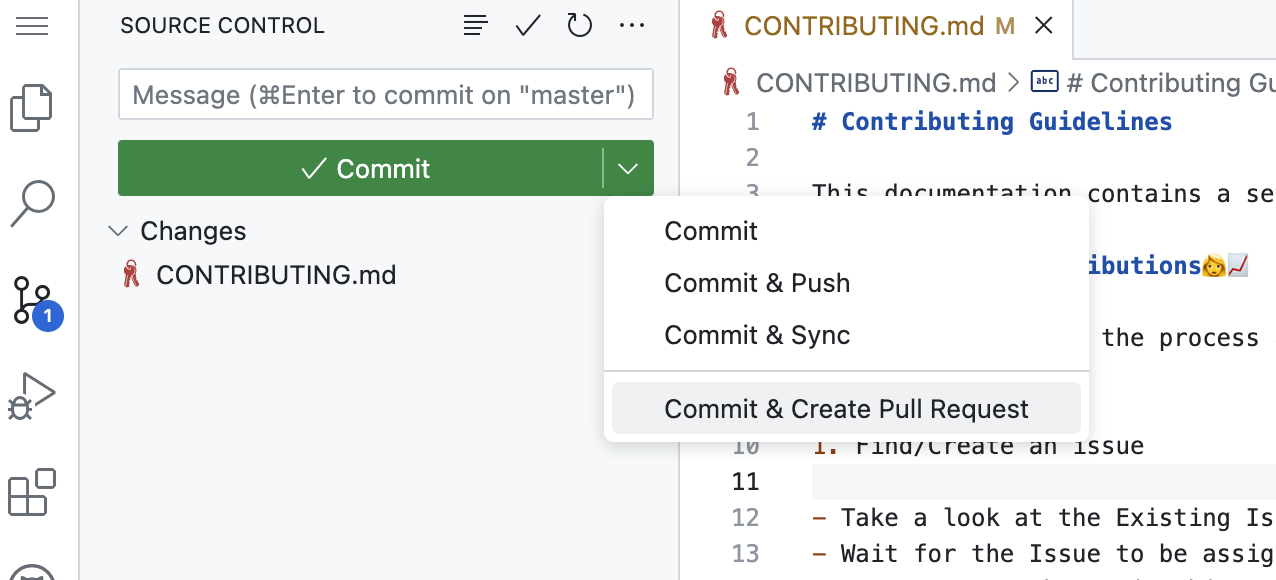 SOURCE CONTROL
Message (⌘Enter to commit on "master")
Commit
Changes
CONTRIBUTING.md
1
Commit
Commit & Push
Commit & Sync
Commit & Create Pull Request
CONTRIBUTING.md M
CONTRIBUTING.md > abc # Contributing Gu
1 # Contributing Guidelines
2
3 This documentation contains a se
ibutions👩📈
the process
10 1. Find/Create an issue
11
12 - Take a look at the Existing Is
13 - Wait for the Issue to be assig